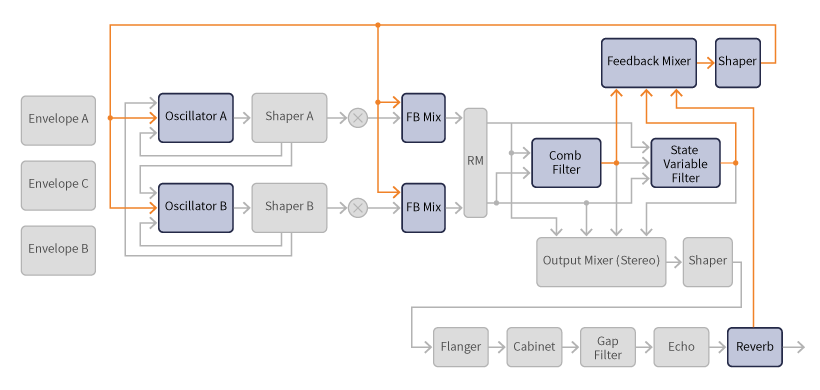 Feedback Mixer
Shaper
Envelope A
Oscillator A
Shaper A
FB Mix
RM
Comb
Filter
State
Variable
Filter
Envelope C
Envelope B
Oscillator B
Shaper B
FB Mix
Output Mixer (Stereo)
Shaper
Flanger
Cabinet
Gap
Filter
Echo
Reverb